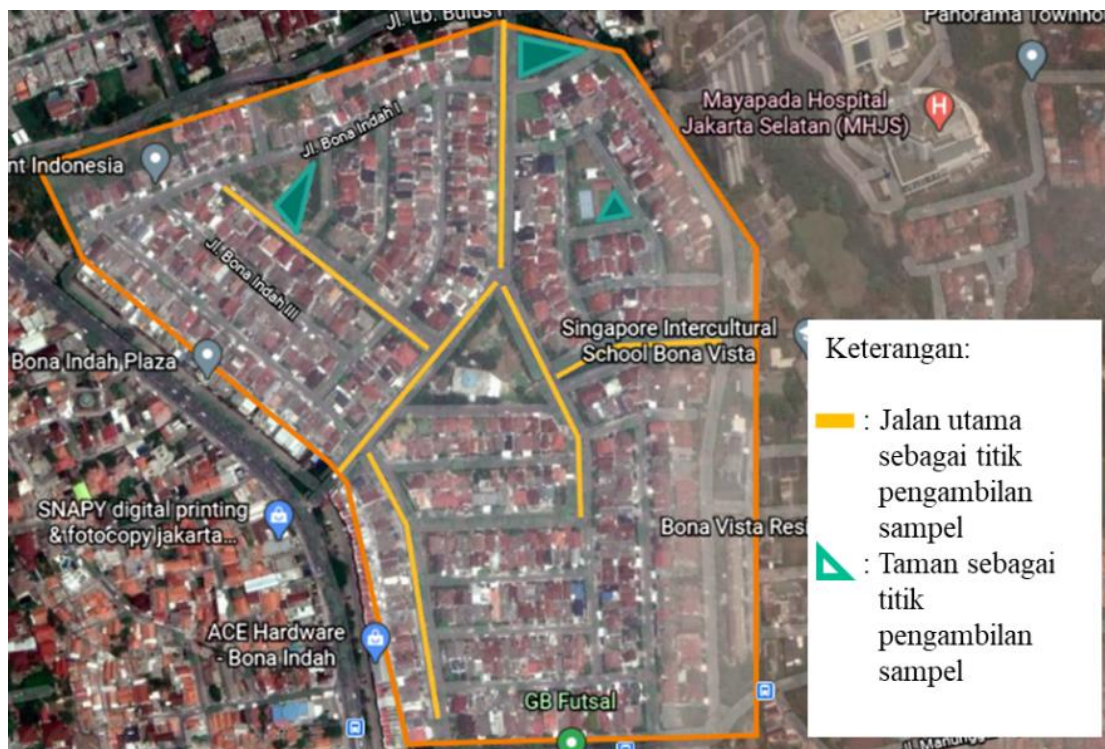 Jl. Lb. Bulus I
Panorama Townho
Mayapada Hospital
Jakarta Selatan (MHJS)
H
nt Indonesia
Jl. Bona Indah I
Jl. Bona Indah III
Bona Indah Plaza
Singapore Intercultural
School Bona Vista
SNAPY digital printing
& fotocopy jakarta...
Bona Vista Resi
ACE Hardware
- Bona Indah
GB Futsal
Keterangan:
: Jalan utama
sebagai titik
pengambilan
sampel
: Taman sebagai
titik
pengambilan
sampel